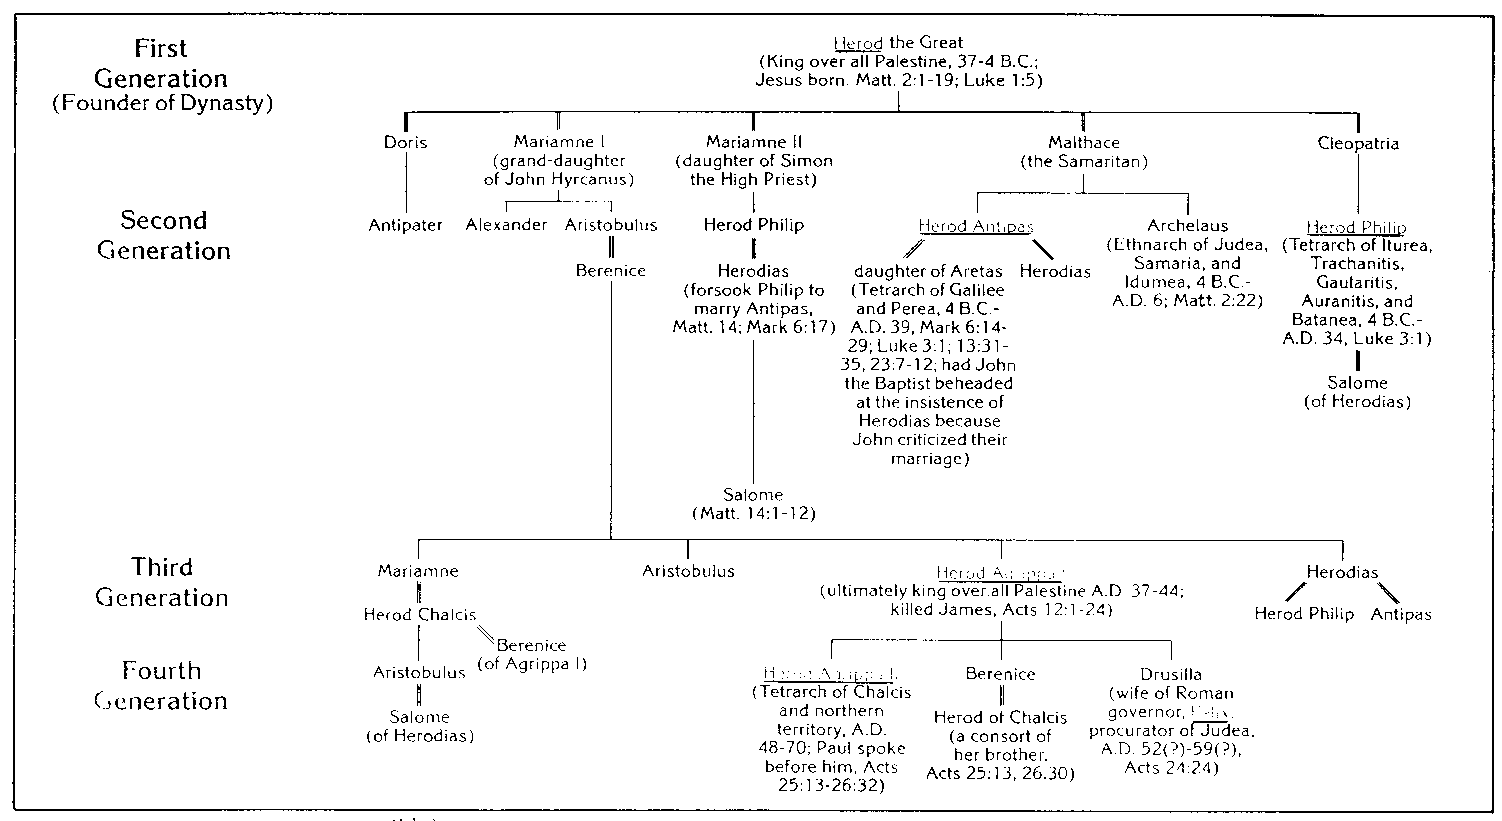 First
Generation
(Founder of Dynasty)
Herod the Great
(King over all Palestine, 37-4 B.C.;
Jesus born. Matt. 2:1-19; Luke 1:5)
Doris
Mariamne I
(grand-daughter
of John Hyrcanus)
Mariamne II
(daughter of Simon
the High Priest)
Malthace
(the Samaritan)
Cleopatria
Second
Generation
Antipater
Alexander
Aristobulus
Berenice
Herod Philip
Herodias
(forsook Philip to
marry Antipas,
Matt. 14; Mark 6:17)
Salome
(Matt. 14:1-12)
Herod Antipas
daughter of Aretas
(Tetrarch of Galilee
and Perea, 4 B.C.-
A.D. 39, Mark 6:14-
29; Luke 3:1; 13:31-
35, 23:7-12; had John
the Baptist beheaded
at the insistence of
Herodias because
John criticized their
marriage)
Herodias
Archelaus
(Ethnarch of Judea,
Samaria, and
Idumea, 4 B.C.-
A.D. 6; Matt. 2:22)
Herod Philip
(Tetrarch of Iturea,
Trachanitis,
Gautaritis,
Auranitis, and
Batanea, 4 B.C.-
A.D. 34, Luke 3:1)
Salome
(of Herodias)
Third
Generation
Mariamne
Herod Chalcis
Berenice
(of Agrippa I)
Aristobulus
Herod Agrippa I
(ultimately king over all Palestine A.D. 37-44;
killed James, Acts 12:1-24)
Herodias
Herod Philip
Antipas
Fourth
Generation
Aristobulus
Salome
(of Herodias)
Herod Agrippa
(Tetrarch of Chalcis
and northern
territory, A.D.
48-70; Paul spoke
before him, Acts
25:13-26:32)
Berenice
Herod of Chalcis
(a consort of
her brother.
Acts 25:13, 26:30)
Drusilla
(wife of Roman
governor, Felix,
procurator of Judea,
A.D. 52(?)-59(?),
Acts 24:24)